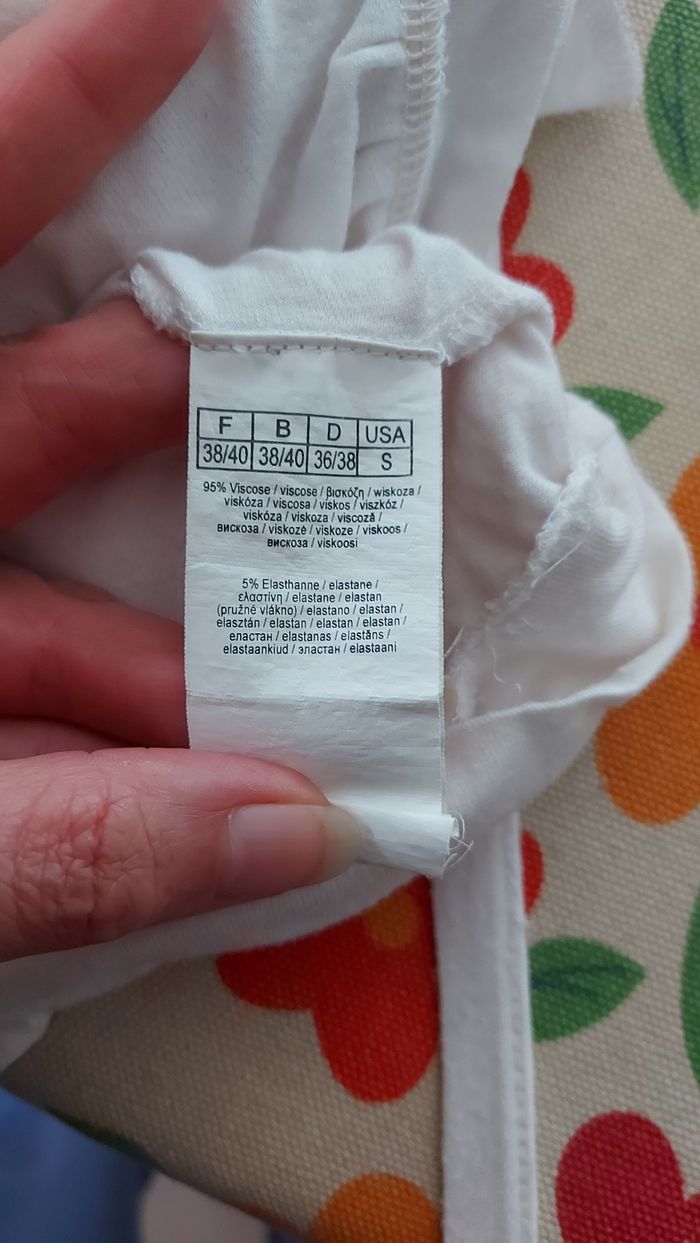 F B D USA
38/40 38/40 36/38 S
95% Viscose / viscose / βισκόζη / wiskoza /
viskóza / viscosa / viskos / viszkóz /
viskóza / viskoza / viscoză /
вискоза / viskozė / viskoze / viskoos /
вискоза / viskoosi
5% Elasthanne / elastane /
ελαστίνη / elastane / elastan
(pružné vlákno) / elastano / elastan /
elasztán / elastan / elastan / elastan /
еластан / elastanas / elastāns /
elastaankiud / эластан / elastaani